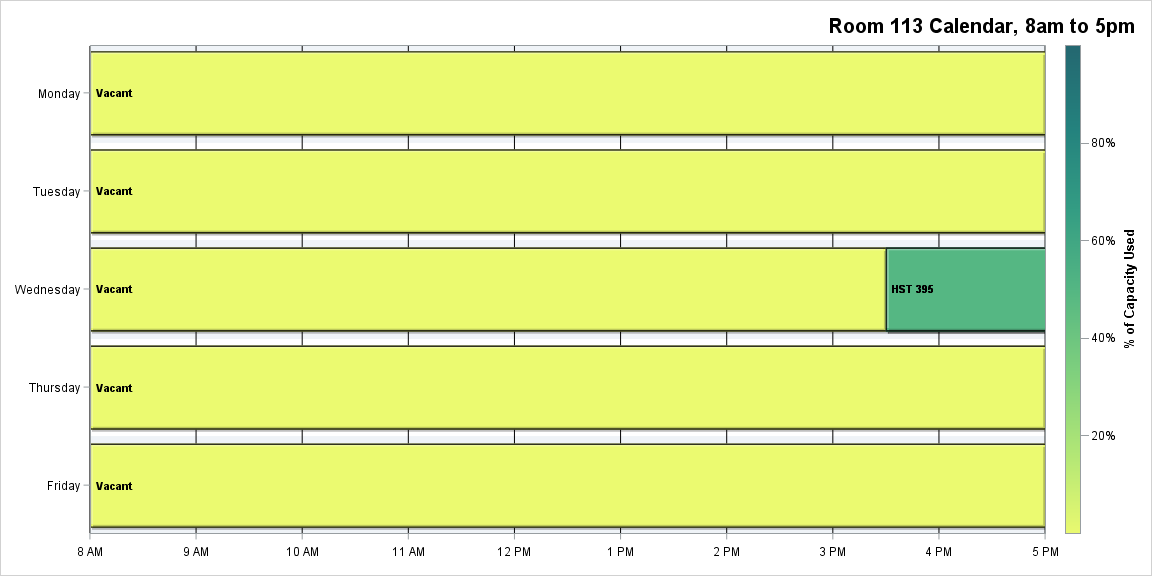 Room 113 Calendar, 8am to 5pm
Monday
Vacant
Tuesday
Vacant
Wednesday
Vacant
HST 395
Thursday
Vacant
Friday
Vacant
8 AM
9 AM
10 AM
11 AM
12 PM
1 PM
2 PM
3 PM
4 PM
5 PM
80%
60%
40%
20%
% of Capacity Used